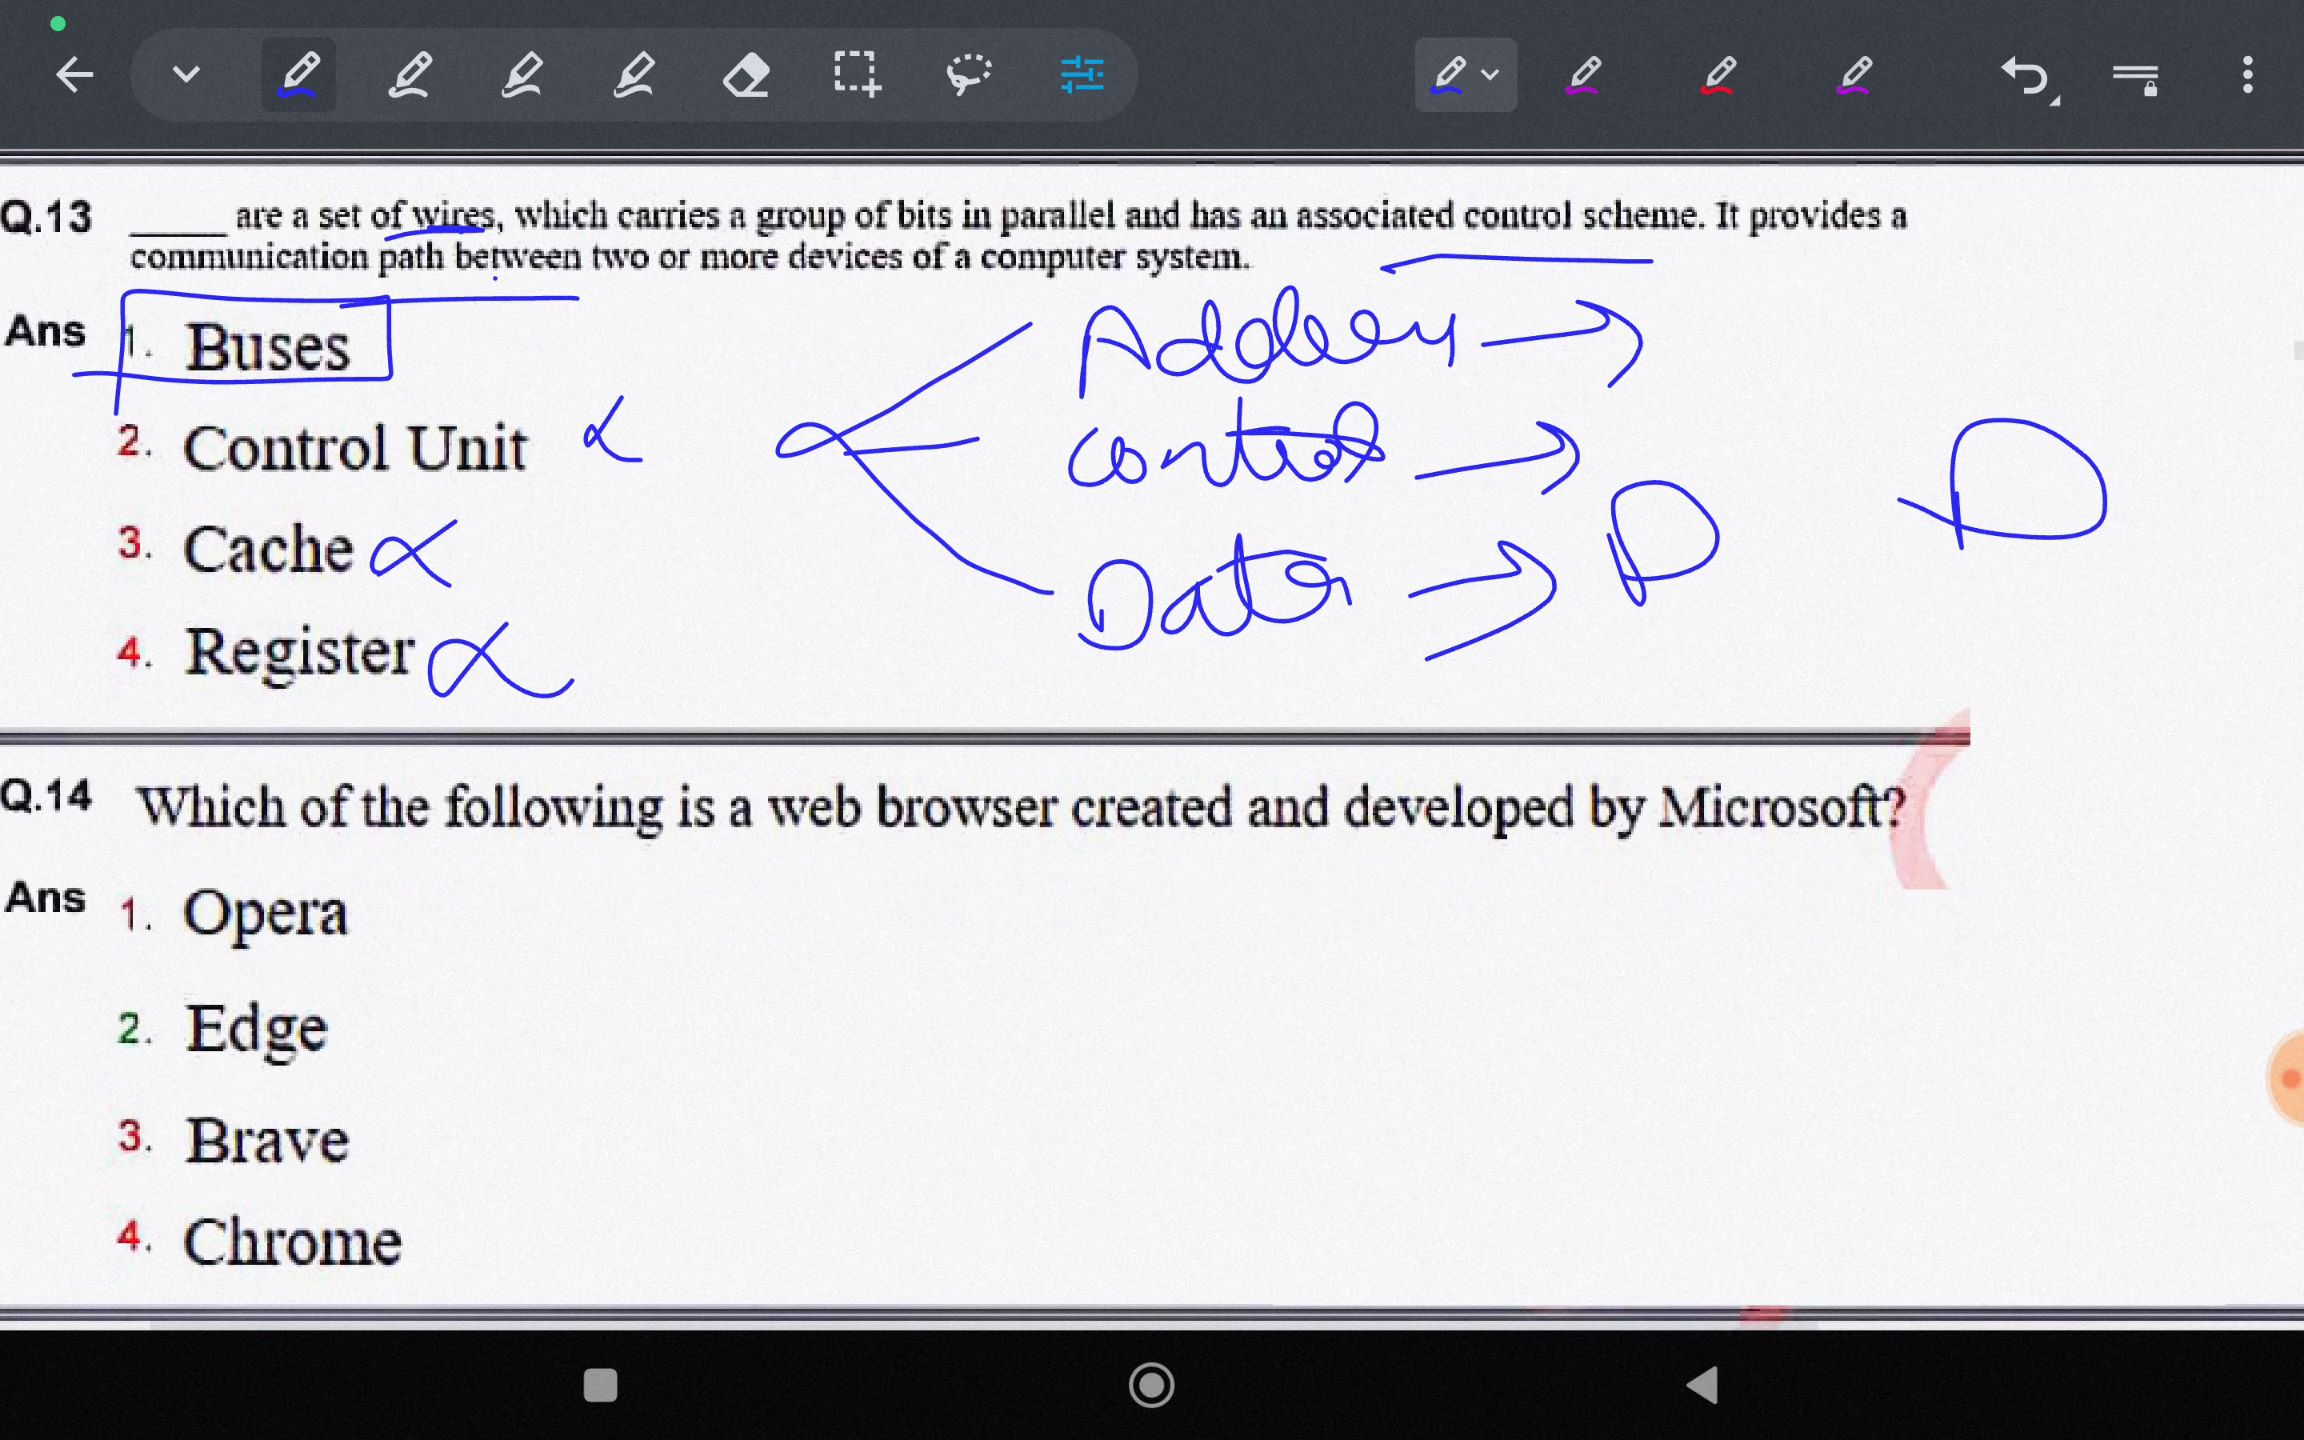 Q.13 _____ are a set of wires, which carries a group of bits in parallel and has an associated control scheme. It provides a
communication path between two or more devices of a computer system.
Ans 1. Buses
2. Control Unit
3. Cache
4. Register
Address
control
Data
Q.14 Which of the following is a web browser created and developed by Microsoft?
Ans 1. Opera
2. Edge
3. Brave
4. Chrome